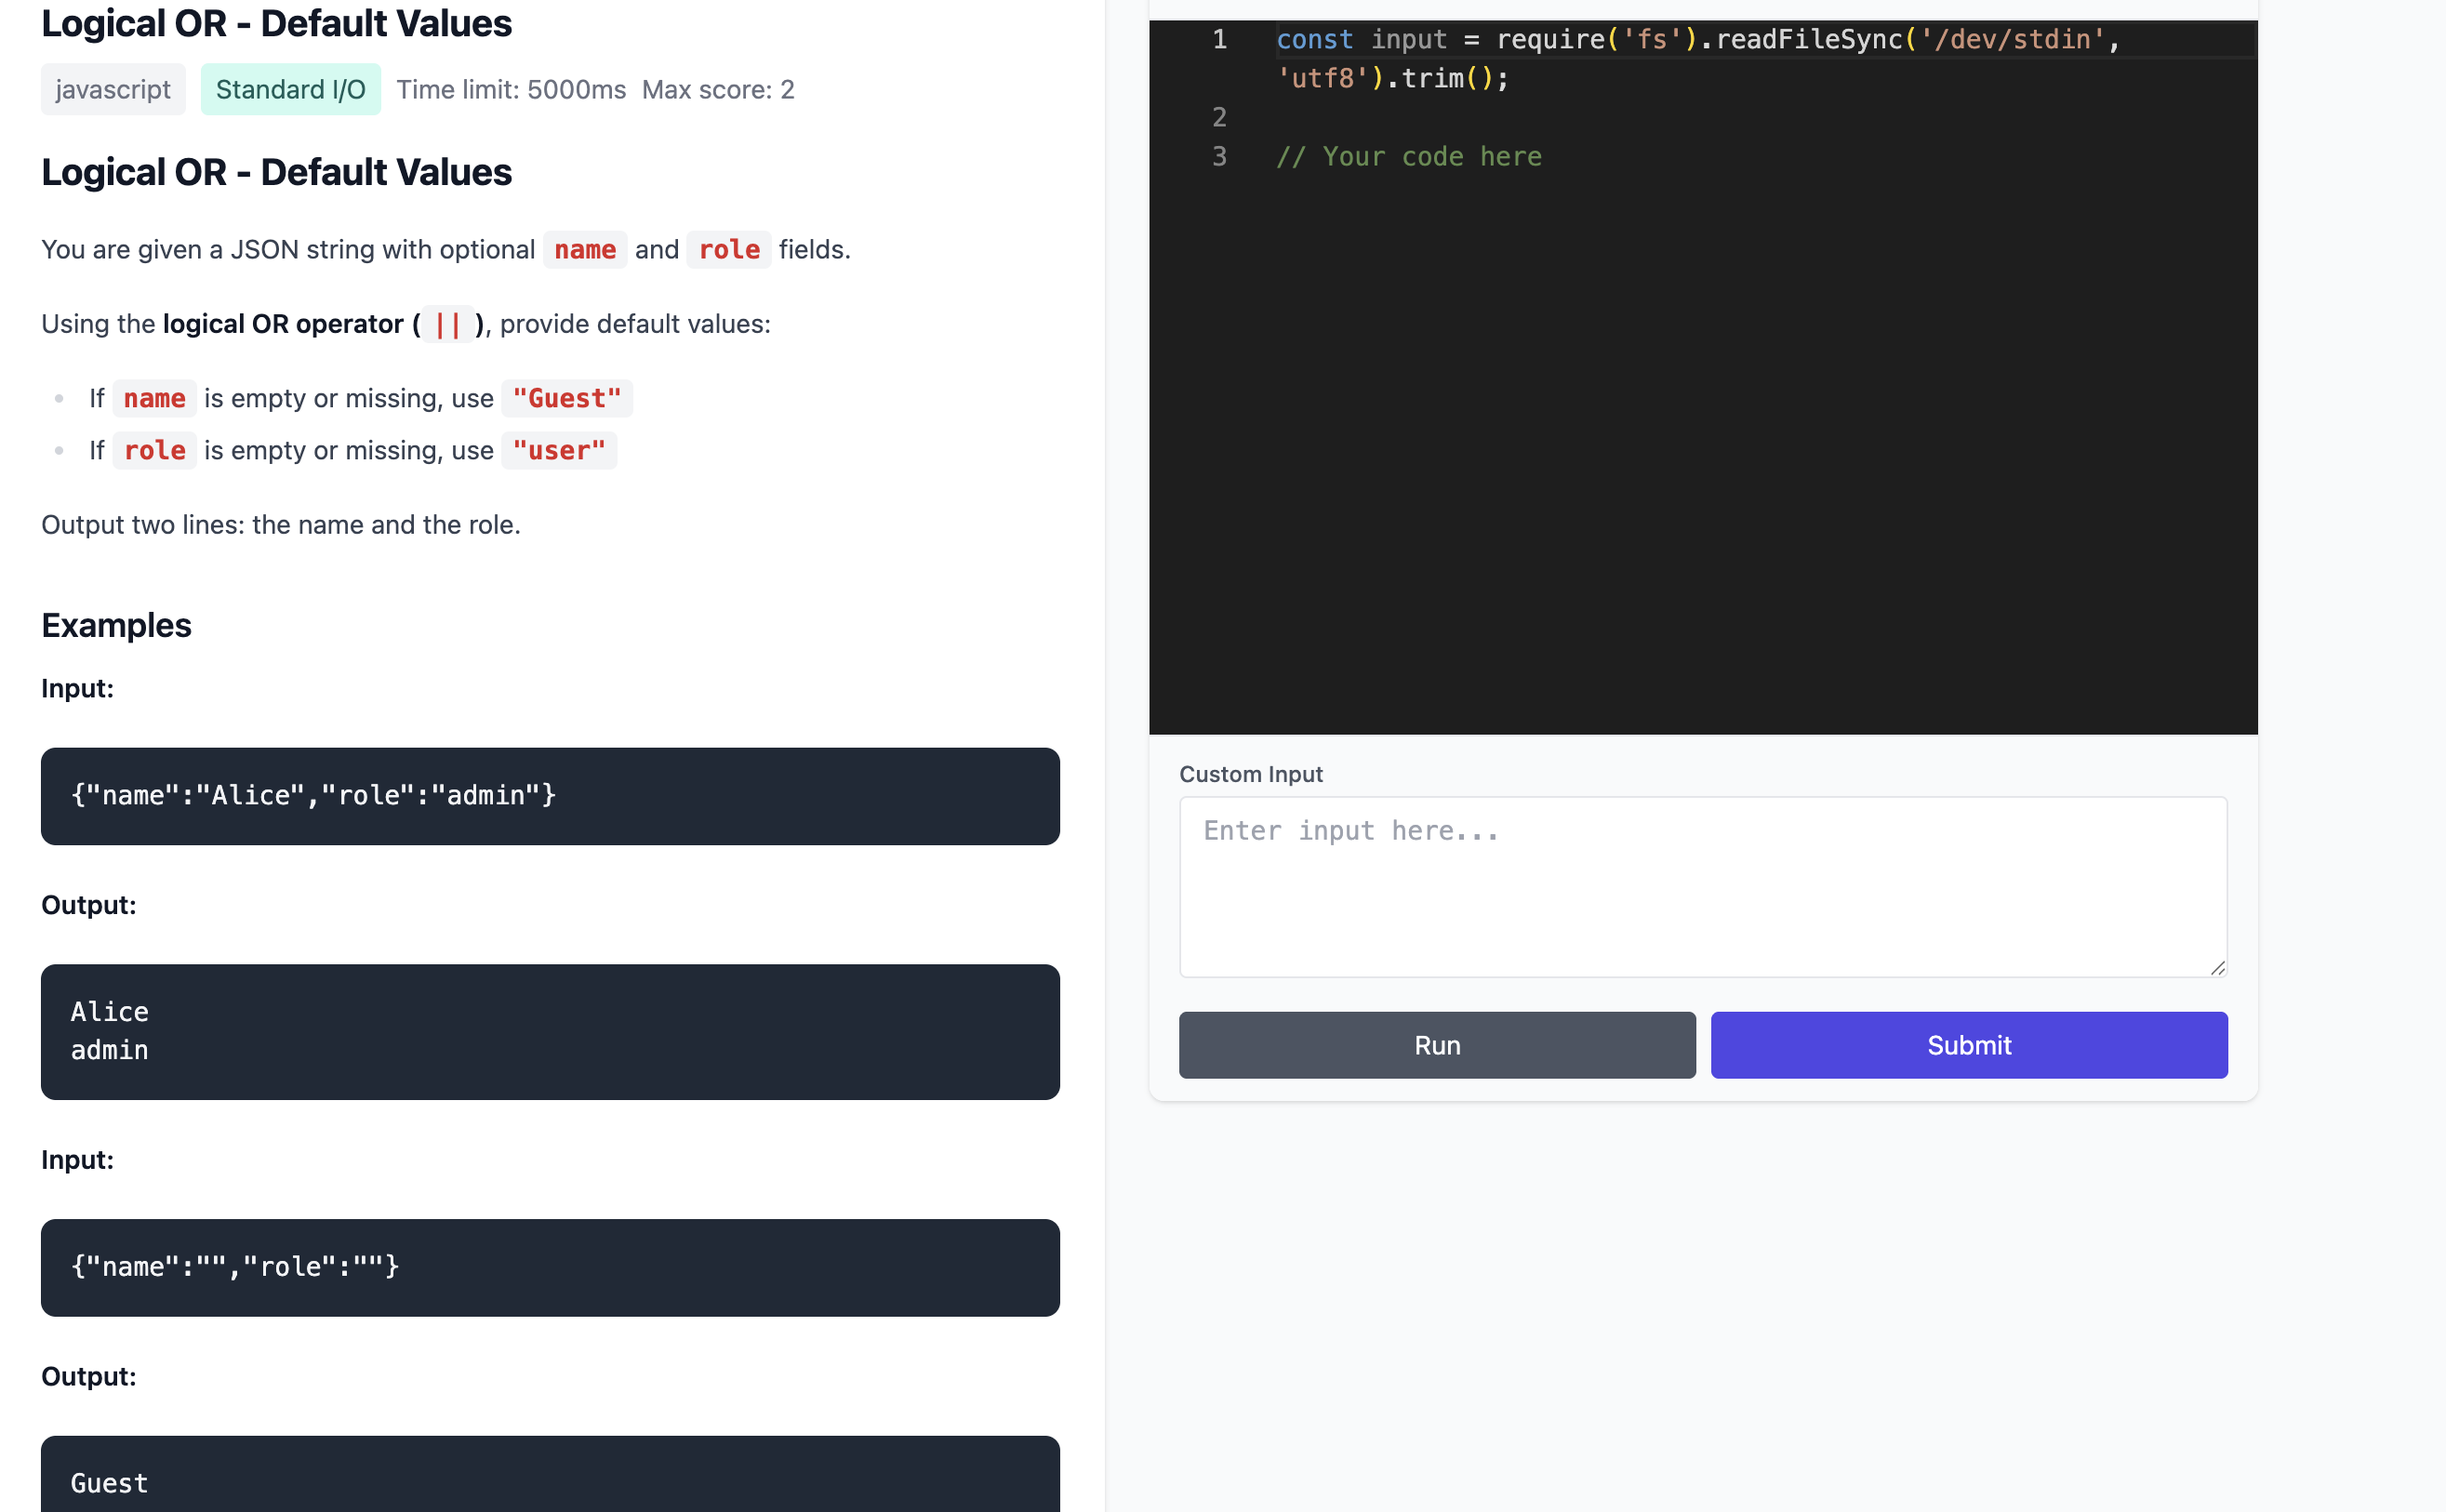 Logical OR - Default Values
javascript Standard I/O Time limit: 5000ms Max score: 2
Logical OR - Default Values
You are given a JSON string with optional name and role fields.
Using the logical OR operator ( || ), provide default values:
• If name is empty or missing, use "Guest"
• If role is empty or missing, use "user"
Output two lines: the name and the role.
Examples
Input:
{"name":"Alice","role":"admin"}
Output:
Alice
admin
Input:
{"name":"","role":""}
Output:
Guest
1 const input = require('fs').readFileSync('/dev/stdin',
'utf8').trim();
2
3 // Your code here
Custom Input
Enter input here...
Run Submit